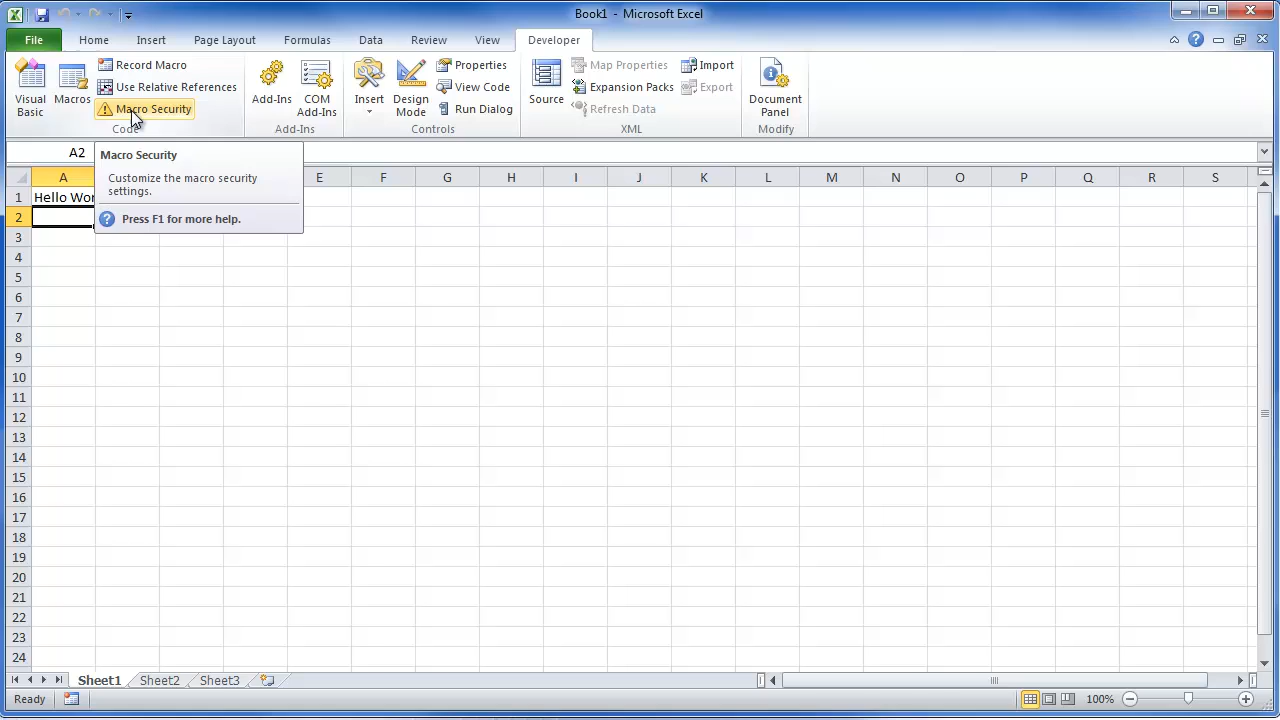 Book1 - Microsoft Excel
File Home Insert Page Layout Formulas Data Review View Developer
Visual Basic
Macros
Record Macro
Use Relative References
Macro Security
Code
Add-Ins
COM Add-Ins
Add-Ins
Insert
Design Mode
Properties
View Code
Run Dialog
Controls
Source
Map Properties
Expansion Packs
Refresh Data
Import
Export
XML
Document Panel
Modify
A2
Macro Security
Customize the macro security
settings.
Press F1 for more help.
A E F G H I J K L M N O P Q R S
1 Hello Wor
2
3
4
5
6
7
8
9
10
11
12
13
14
15
16
17
18
19
20
21
22
23
24
Sheet1 Sheet2 Sheet3
Ready 100%